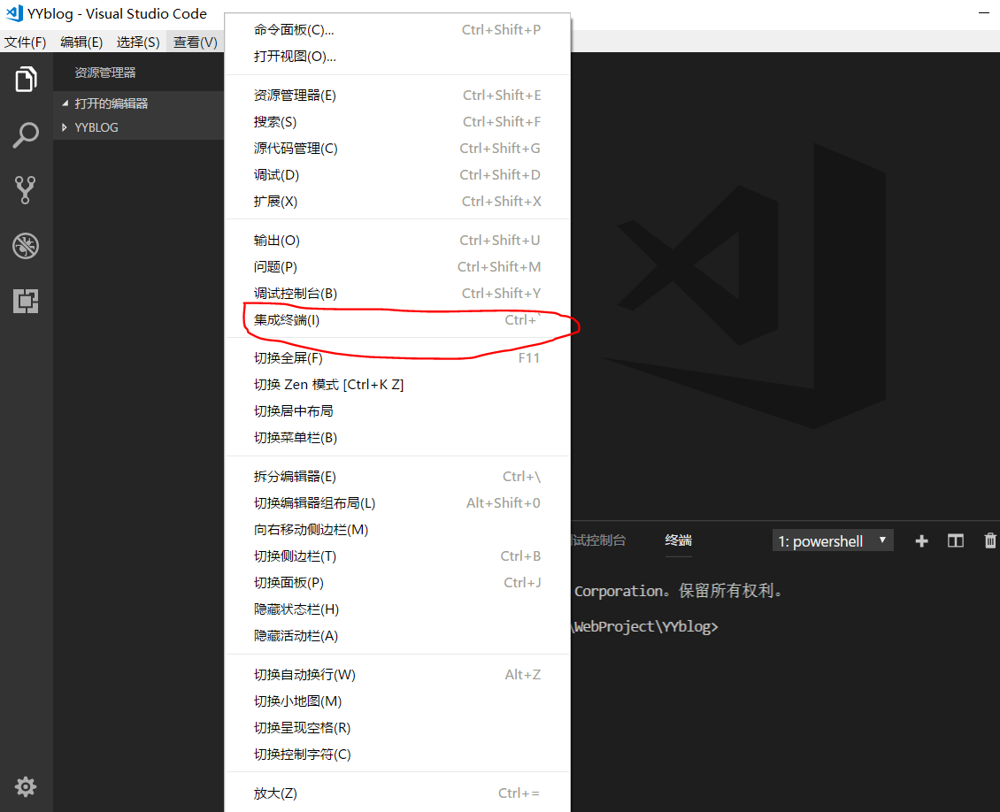 YYblog - Visual Studio Code
文件(F) 编辑(E) 选择(S) 查看(V)
资源管理器
打开的编辑器
YYBLOG
命令面板(C)... Ctrl+Shift+P
打开视图(O)...
资源管理器(E) Ctrl+Shift+E
搜索(S) Ctrl+Shift+F
源代码管理(C) Ctrl+Shift+G
调试(D) Ctrl+Shift+D
扩展(X) Ctrl+Shift+X
输出(O) Ctrl+Shift+U
问题(P) Ctrl+Shift+M
调试控制台(B) Ctrl+Shift+Y
集成终端(I) Ctrl+`
切换全屏(F) F11
切换 Zen 模式 [Ctrl+K Z]
切换居中布局
切换菜单栏(B)
拆分编辑器(E) Ctrl+\
切换编辑器组布局(L) Alt+Shift+0
向右移动侧边栏(M)
切换侧边栏(T) Ctrl+B
切换面板(P) Ctrl+J
隐藏状态栏(H)
隐藏活动栏(A)
切换自动换行(W) Alt+Z
切换小地图(M)
切换呈现空格(R)
切换控制字符(C)
放大(Z) Ctrl+=
试控制台 终端 1: powershell
Corporation。保留所有权利。
\WebProject\YYblog>